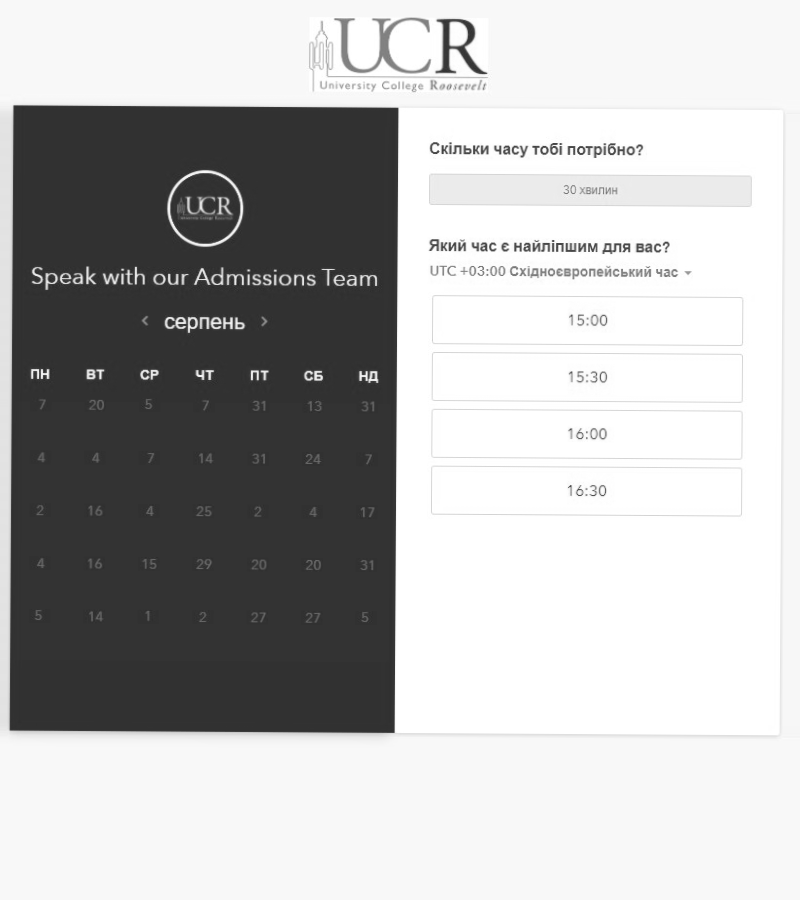 UCR
University College Roosevelt
UCR
University College Roosevelt
Speak with our Admissions Team
‹ серпень ›
ПН ВТ СР ЧТ ПТ СБ НД
7 20 5 7 31 13 31
4 4 7 14 31 24 7
2 16 4 25 2 4 17
4 16 15 29 20 20 31
5 14 1 2 27 27 5
Скільки часу тобі потрібно?
30 хвилин
Який час є найліпшим для вас?
UTC +03:00 Східноєвропейський час
15:00
15:30
16:00
16:30